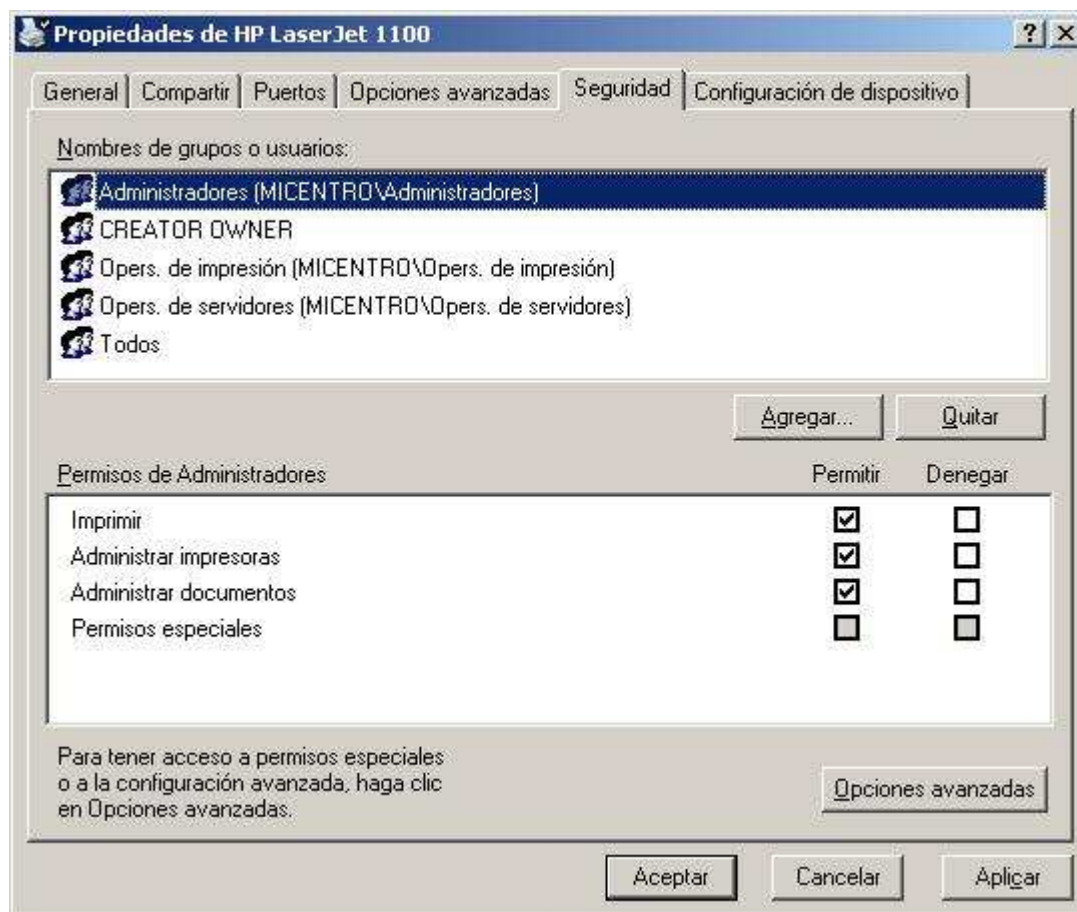 Propiedades de HP LaserJet 1100
General Compartir Puertos Opciones avanzadas Seguridad Configuración de dispositivo
Nombres de grupos o usuarios:
Administradores (MICENTRO\Administradores)
CREATOR OWNER
Opers. de impresión (MICENTRO\Opers. de impresión)
Opers. de servidores (MICENTRO\Opers. de servidores)
Todos
Agregar... Quitar
Permisos de Administradores Permitir Denegar
Imprimir
Administrar impresoras
Administrar documentos
Permisos especiales
Para tener acceso a permisos especiales
o a la configuración avanzada, haga clic
en Opciones avanzadas.
Opciones avanzadas
Aceptar Cancelar Aplicar